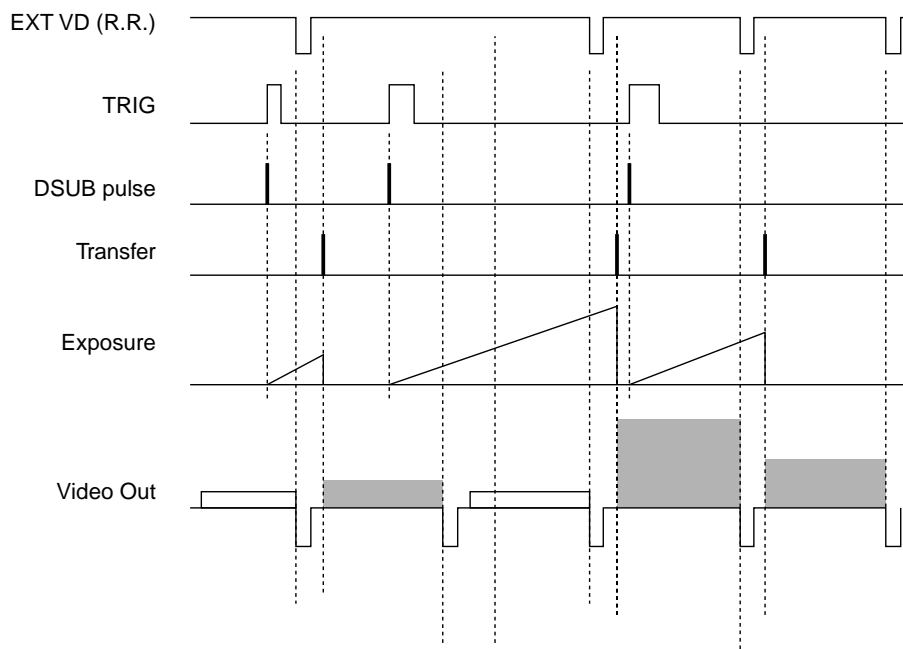 EXT VD (R.R.)
TRIG
DSUB pulse
Transfer
Exposure
Video Out